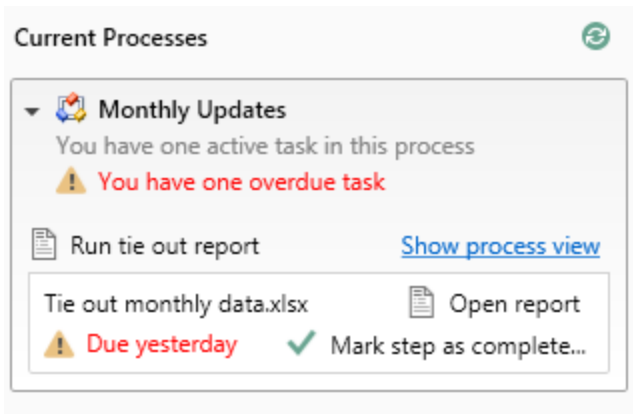 Current Processes
Monthly Updates
You have one active task in this process
You have one overdue task
Run tie out report Show process view
Tie out monthly data.xlsx Open report
Due yesterday Mark step as complete...